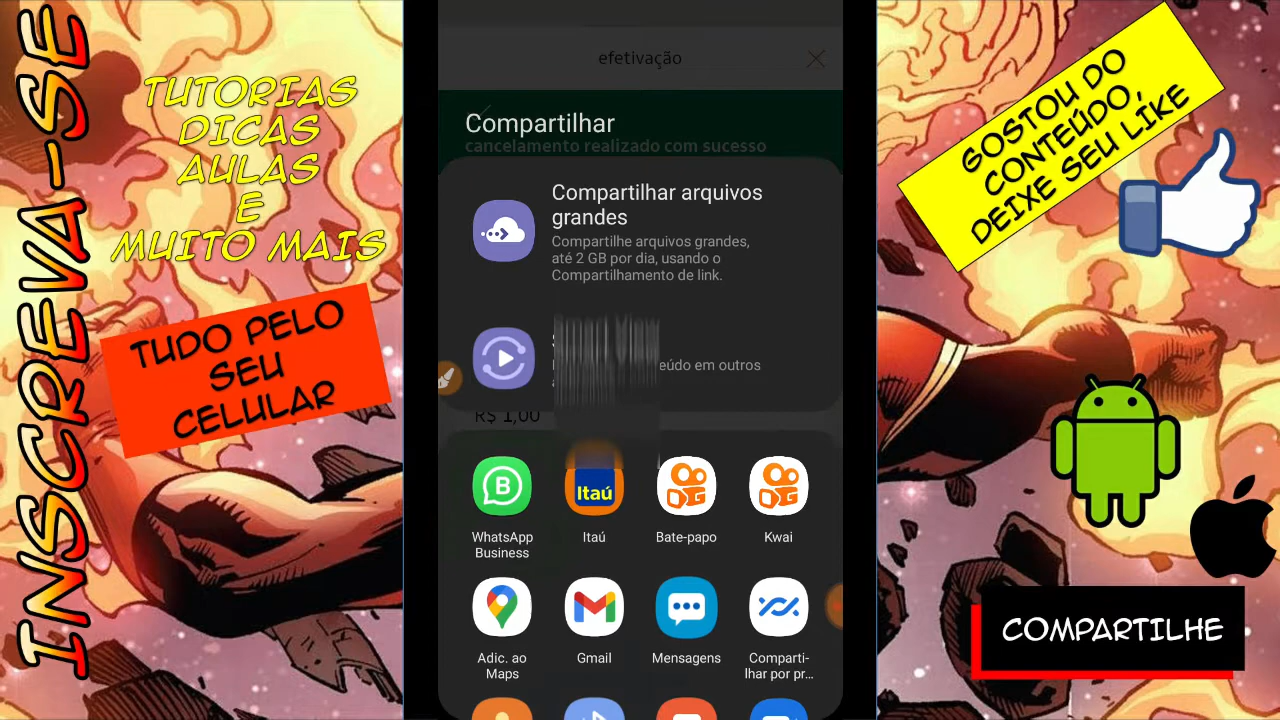 INSCREVA-SE
TUTORIAS
DICAS
AULAS
E
MUITO MAIS
TUDO PELO
SEU
CELULAR
efetivação
Compartilhar
cancelamento realizado com sucesso
Compartilhar arquivos
grandes
Compartilhe arquivos grandes,
até 2 GB por dia, usando o
Compartilhamento de link.
em outros
R$ 1,00
WhatsApp
Business
Itaú
Itaú
Bate-papo
Kwai
Adic. ao
Maps
Gmail
Mensagens
Comparti-
lhar por pr...
GOSTOU DO
CONTEÚDO,
DEIXE SEU LIKE
COMPARTILHE